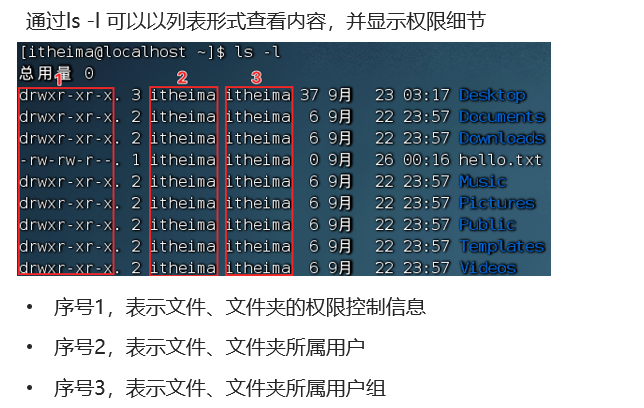 通过ls -l 可以以列表形式查看内容，并显示权限细节
[itheima@localhost ~]$ ls -l
总用量 0
1 2 3
drwxr-xr-x. 3 itheima itheima 37 9月 23 03:17 Desktop
drwxr-xr-x. 2 itheima itheima 6 9月 22 23:57 Documents
drwxr-xr-x. 2 itheima itheima 6 9月 22 23:57 Downloads
-rw-rw-r--. 1 itheima itheima 0 9月 26 00:16 hello.txt
drwxr-xr-x. 2 itheima itheima 6 9月 22 23:57 Music
drwxr-xr-x. 2 itheima itheima 6 9月 22 23:57 Pictures
drwxr-xr-x. 2 itheima itheima 6 9月 22 23:57 Public
drwxr-xr-x. 2 itheima itheima 6 9月 22 23:57 Templates
drwxr-xr-x. 2 itheima itheima 6 9月 22 23:57 Videos
• 序号1，表示文件、文件夹的权限控制信息
• 序号2，表示文件、文件夹所属用户
• 序号3，表示文件、文件夹所属用户组